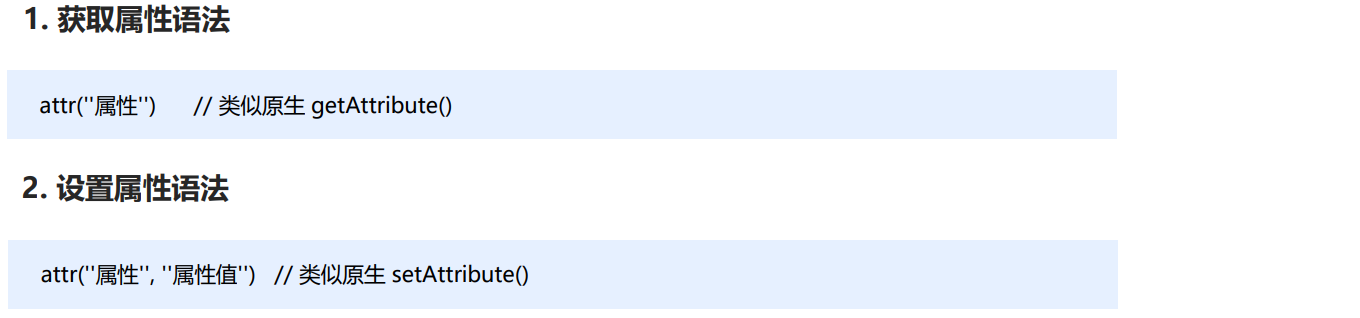 1. 获取属性语法
attr(''属性'') // 类似原生 getAttribute()
2. 设置属性语法
attr(''属性'', ''属性值'') // 类似原生 setAttribute()